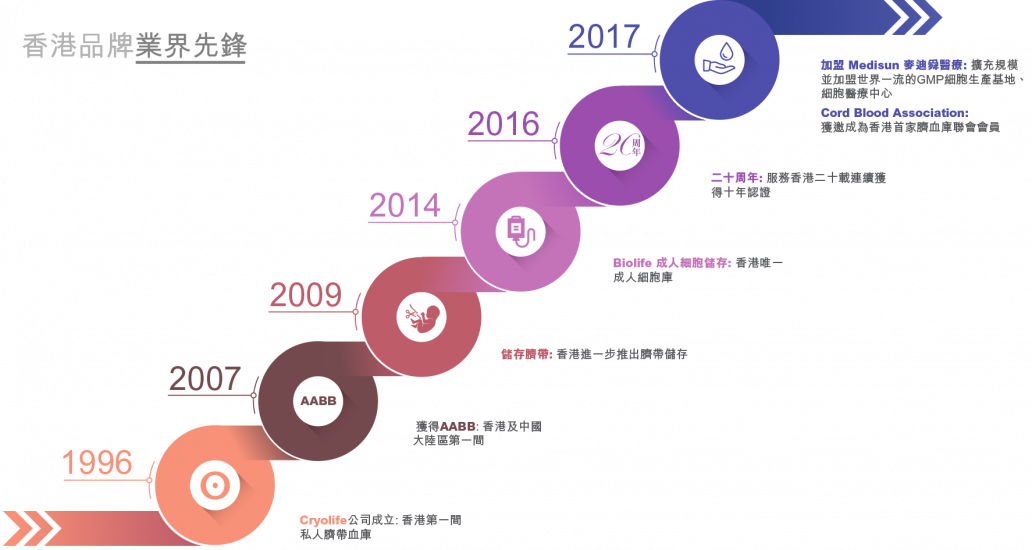 香港品牌業界先鋒
2017
加盟 Medisun 麥迪舜醫療: 擴充規模
並加盟世界一流的GMP細胞生產基地、
細胞醫療中心
Cord Blood Association:
獲邀成為香港首家臍血庫聯會會員
2016
20周年
二十周年: 服務香港二十載連續獲
得十年認證
2014
Biolife 成人細胞儲存: 香港唯一
成人細胞庫
2009
儲存臍帶: 香港進一步推出臍帶儲存
2007
AABB
獲得AABB: 香港及中國
大陸區第一間
1996
Cryolife公司成立: 香港第一間
私人臍帶血庫